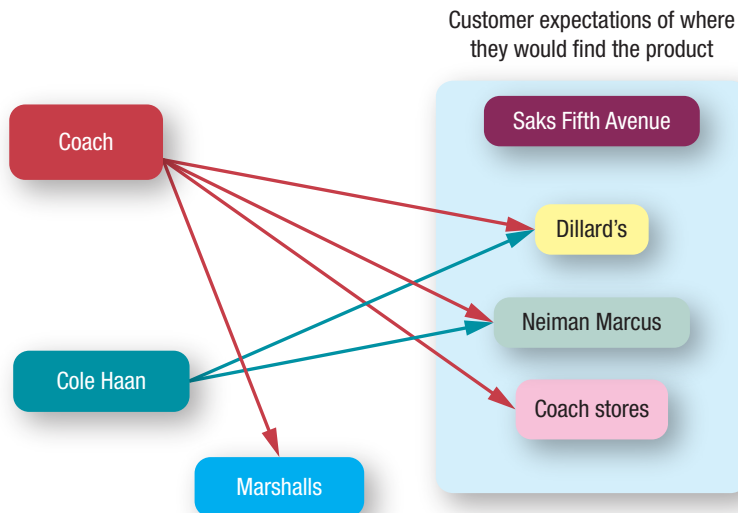 Customer expectations of where
they would find the product
Saks Fifth Avenue
Coach
Dillard’s
Neiman Marcus
Cole Haan
Coach stores
Marshalls